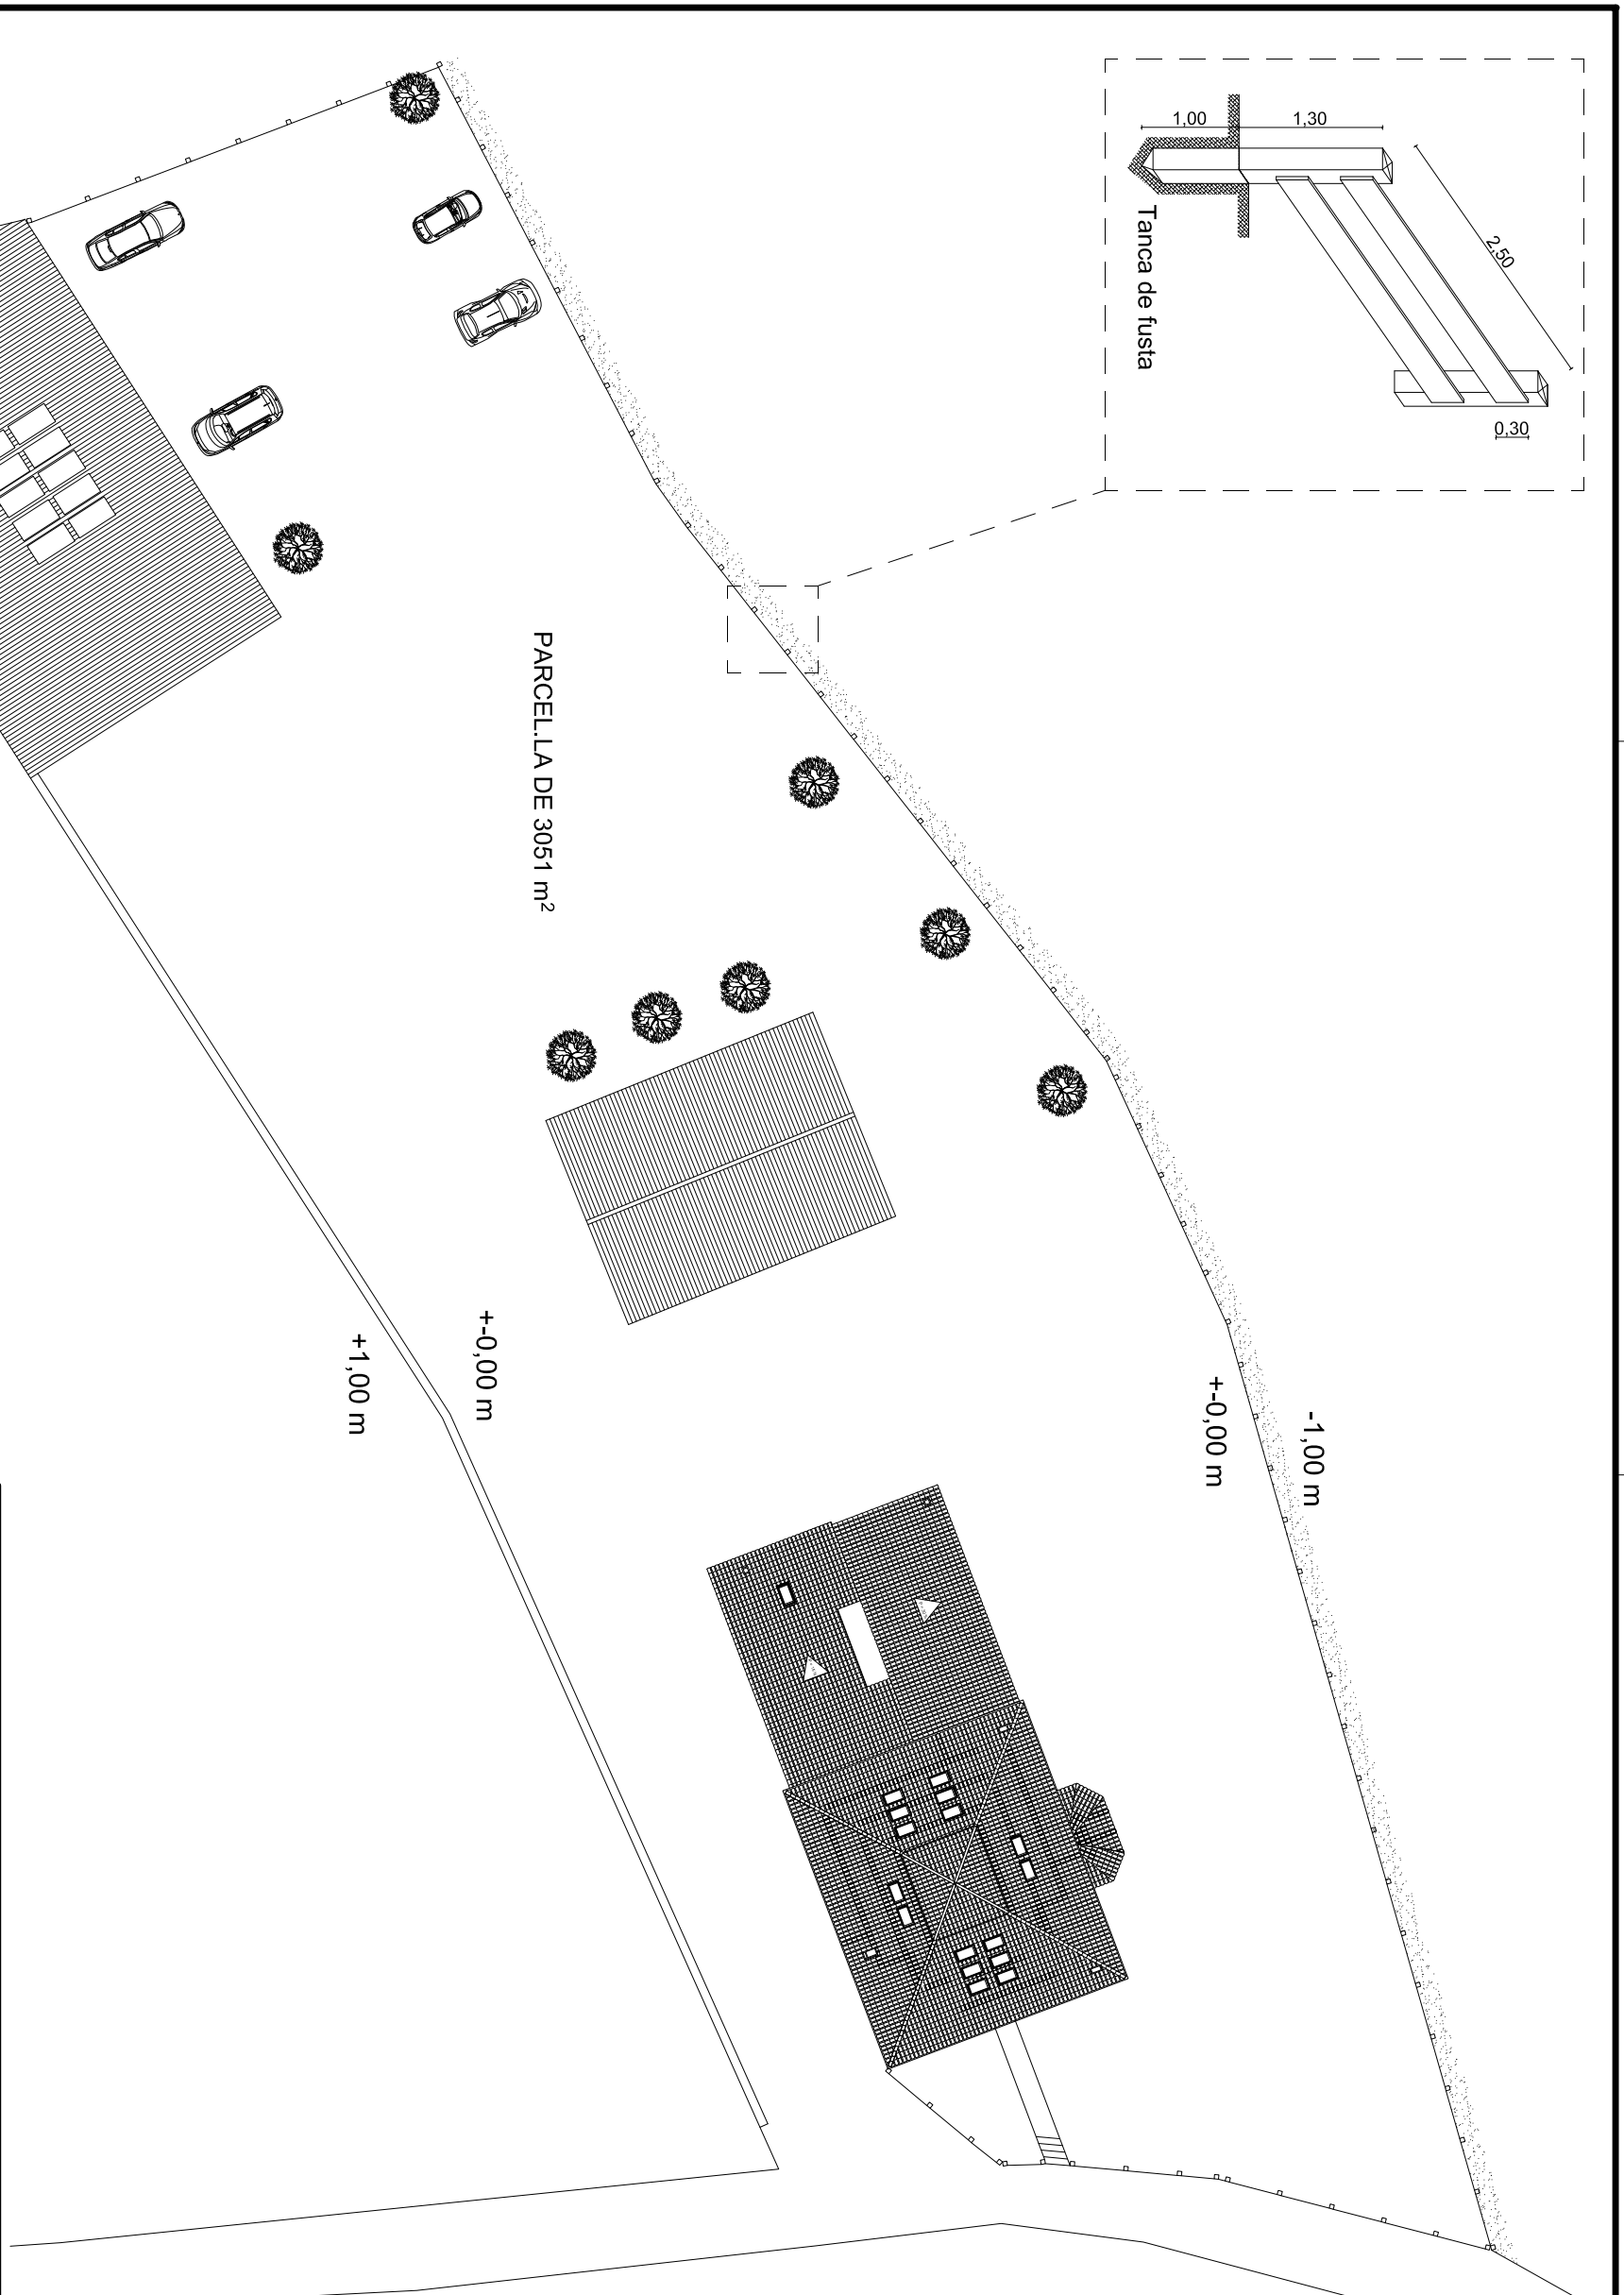 1,00
1,30
2,50
0,30
Tanca de fusta
PARCEL.LA DE 3051 m²
-1,00 m
+-0,00 m
+-0,00 m
+1,00 m